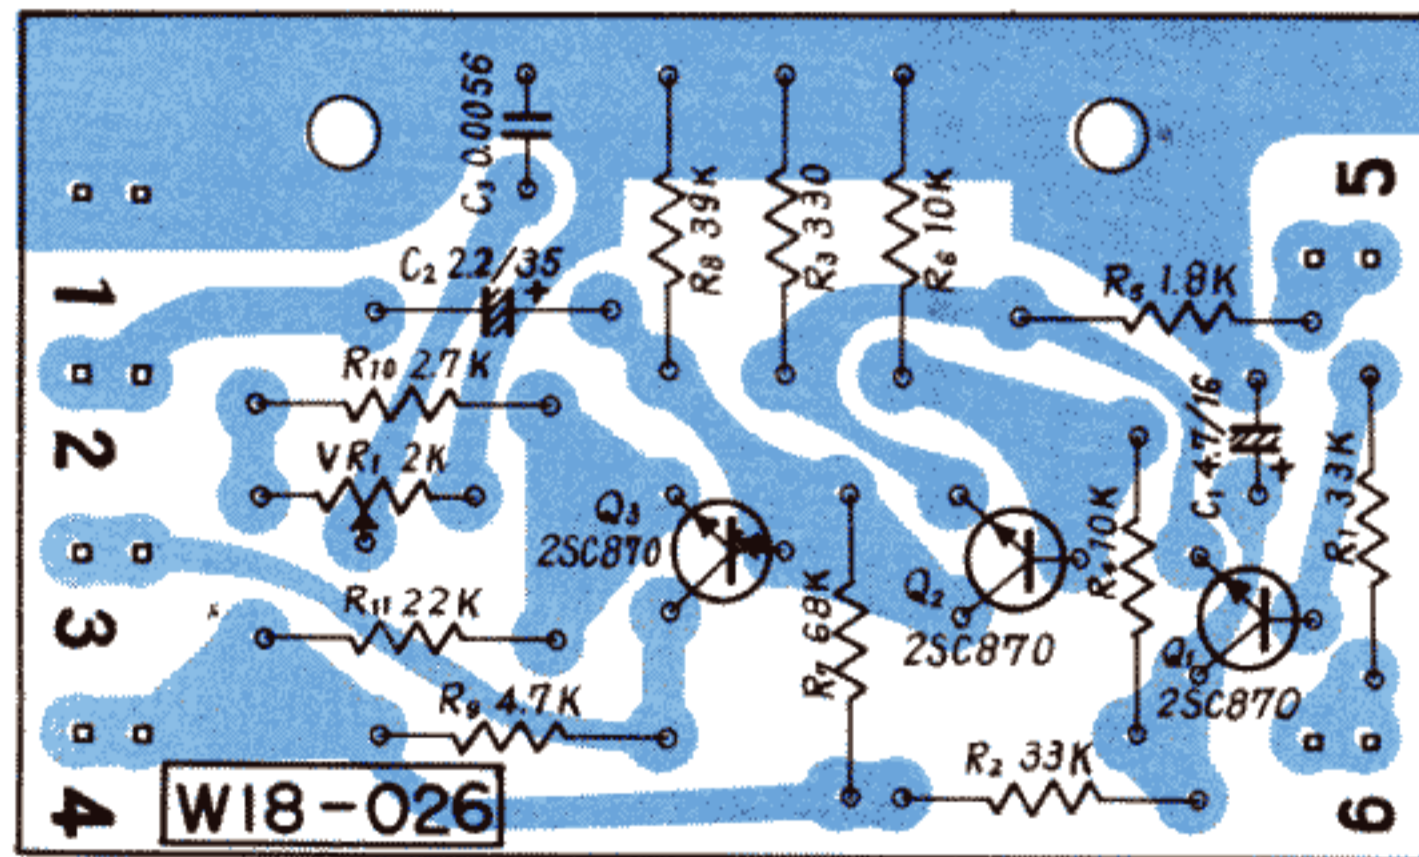 C3 0.0056
R8 39K
R3 330
R6 10K
5
1
C2 2.2/35
+
R5 1.8K
R10 2.7K
C1 4.7/16
+
R1 33K
2
VR1 2K
Q3
2SC870
R4 10K
Q2
2SC870
R7 68K
3
R11 22K
Q1
2SC870
R9 4.7K
R2 33K
4
W18-026
6